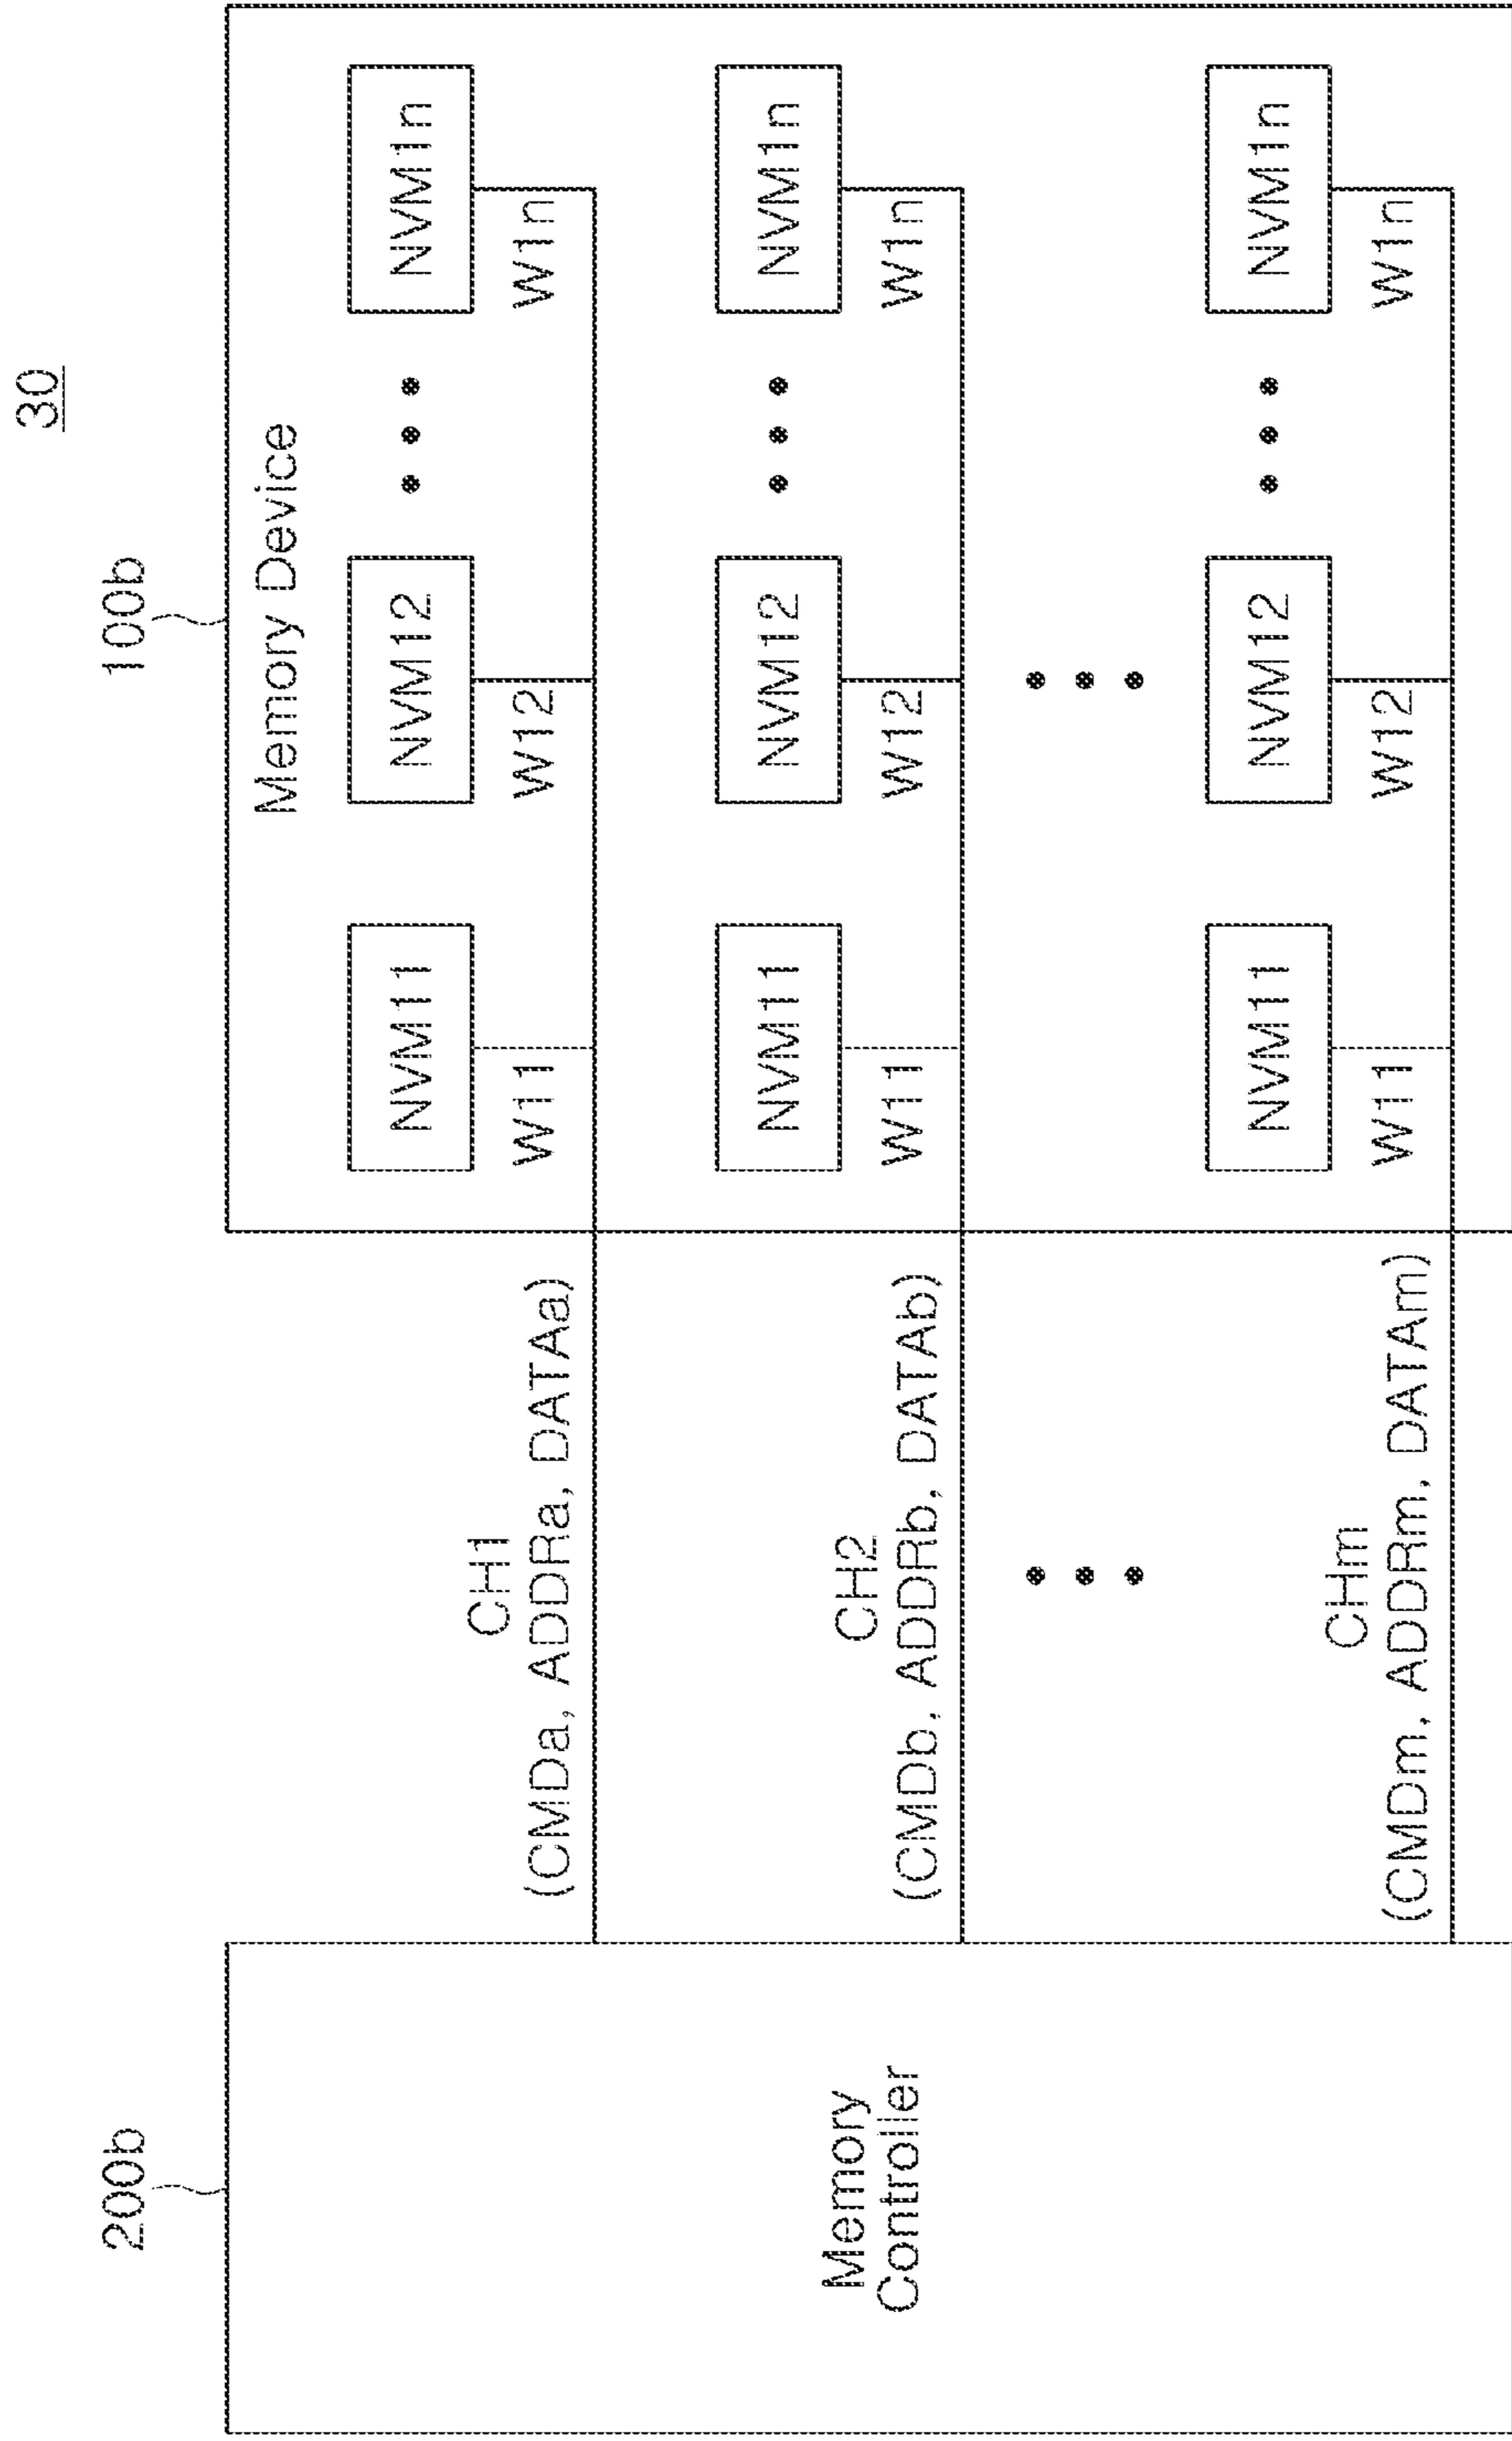 30
200b
100b
Memory Device
NVM11
NVM12
NVM1n
W11
W12
W1n
CH1
(CMDa, ADDRa, DATAa)
NVM11
NVM12
NVM1n
W11
W12
W1n
CH2
(CMDb, ADDRb, DATAb)
Memory
Controller
NVM11
NVM12
NVM1n
W11
W12
W1n
CHm
(CMDm, ADDRm, DATAm)